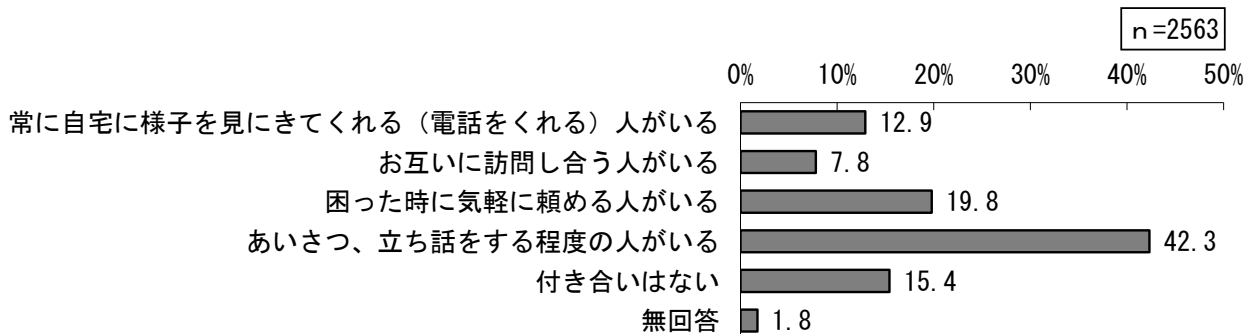 ｎ=2563
0% 10% 20% 30% 40% 50%
常に自宅に様子を見にきてくれる（電話をくれる）人がいる 12.9
お互いに訪問し合う人がいる 7.8
困った時に気軽に頼める人がいる 19.8
あいさつ、立ち話をする程度の人がいる 42.3
付き合いはない 15.4
無回答 1.8